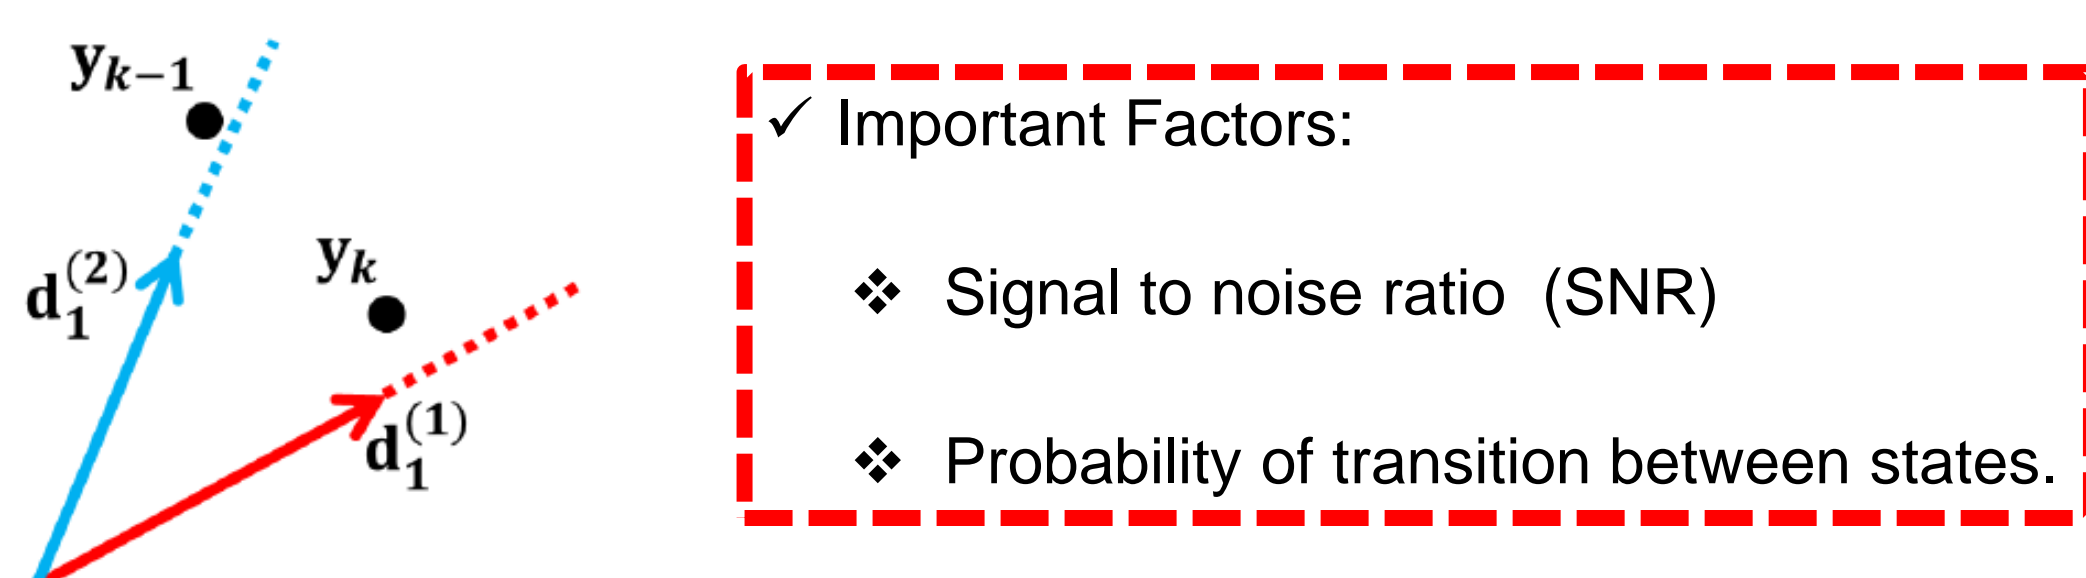 y_{k−1}
d_1^{(2)}
y_k
d_1^{(1)}
✓ Important Factors:
❖ Signal to noise ratio (SNR)
❖ Probability of transition between states.